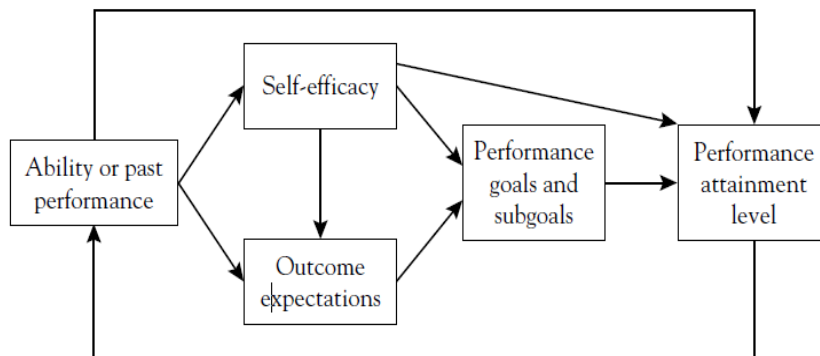 Self-efficacy
Ability or past
performance
Performance
goals and
subgoals
Performance
attainment
level
Outcome
expectations